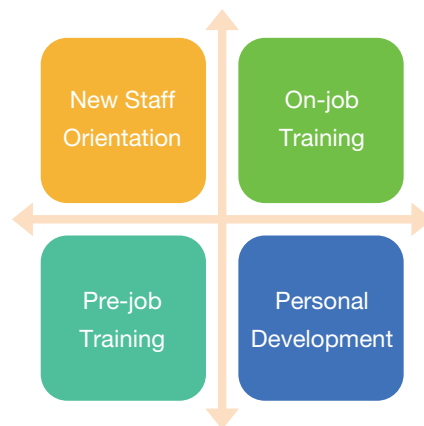 New Staff
Orientation
On-job
Training
Pre-job
Training
Personal
Development